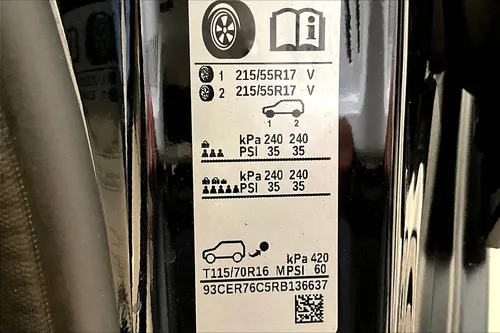 1 215/55R17 V
2 215/55R17 V
1 2
kPa 240 240
PSI 35 35
kPa 240 240
PSI 35 35
kPa 420
T115/70R16 M PSI 60
93CER76C5RB136637